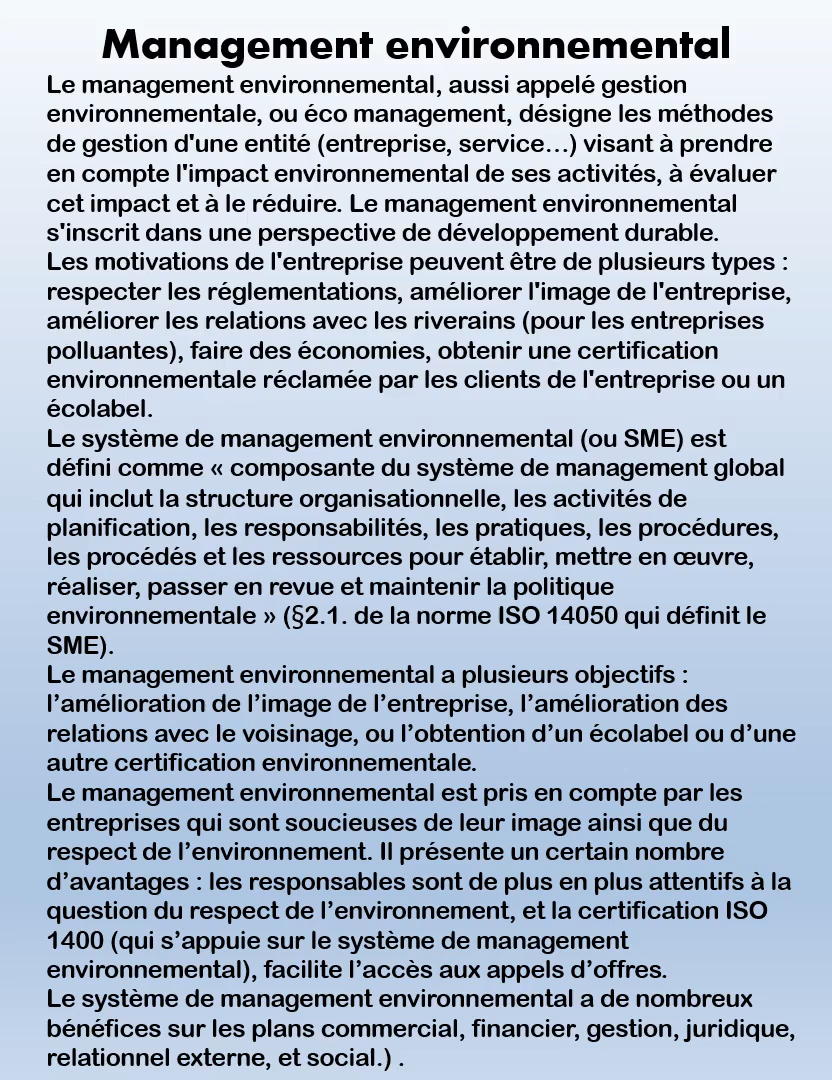 Management environnemental
Le management environnemental, aussi appelé gestion
environnementale, ou éco management, désigne les méthodes
de gestion d'une entité (entreprise, service…) visant à prendre
en compte l'impact environnemental de ses activités, à évaluer
cet impact et à le réduire. Le management environnemental
s'inscrit dans une perspective de développement durable.
Les motivations de l'entreprise peuvent être de plusieurs types :
respecter les réglementations, améliorer l'image de l'entreprise,
améliorer les relations avec les riverains (pour les entreprises
polluantes), faire des économies, obtenir une certification
environnementale réclamée par les clients de l'entreprise ou un
écolabel.
Le système de management environnemental (ou SME) est
défini comme « composante du système de management global
qui inclut la structure organisationnelle, les activités de
planification, les responsabilités, les pratiques, les procédures,
les procédés et les ressources pour établir, mettre en œuvre,
réaliser, passer en revue et maintenir la politique
environnementale » (§2.1. de la norme ISO 14050 qui définit le
SME).
Le management environnemental a plusieurs objectifs :
l’amélioration de l’image de l’entreprise, l’amélioration des
relations avec le voisinage, ou l’obtention d’un écolabel ou d’une
autre certification environnementale.
Le management environnemental est pris en compte par les
entreprises qui sont soucieuses de leur image ainsi que du
respect de l’environnement. Il présente un certain nombre
d’avantages : les responsables sont de plus en plus attentifs à la
question du respect de l’environnement, et la certification ISO
1400 (qui s’appuie sur le système de management
environnemental), facilite l’accès aux appels d’offres.
Le système de management environnemental a de nombreux
bénéfices sur les plans commercial, financier, gestion, juridique,
relationnel externe, et social.) .